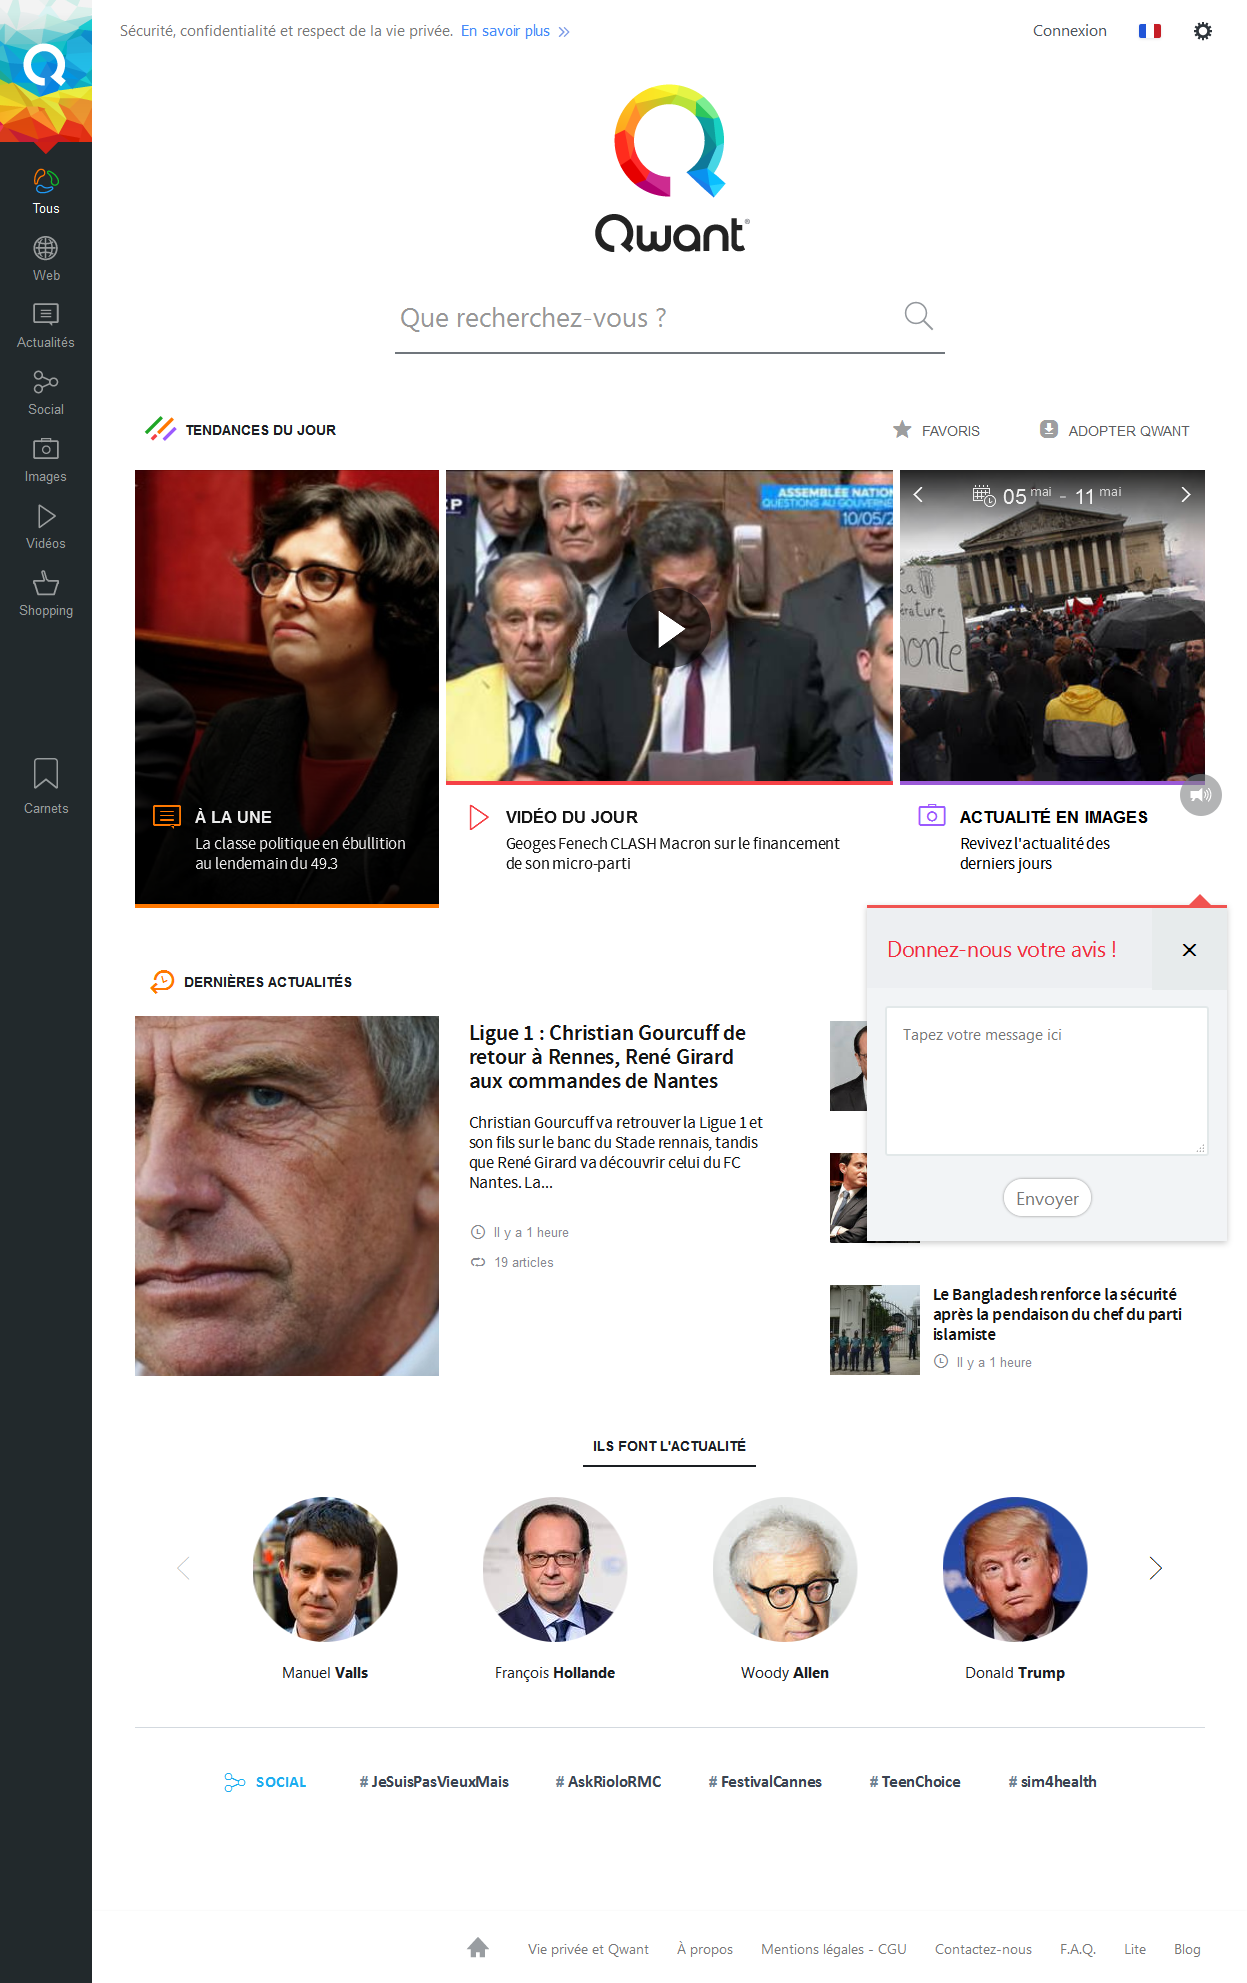 Sécurité, confidentialité et respect de la vie privée. En savoir plus »
Connexion
Tous
Web
Actualités
Social
Images
Vidéos
Shopping
Carnets
Qwant®
Que recherchez-vous ?
TENDANCES DU JOUR
FAVORIS
ADOPTER QWANT
À LA UNE
La classe politique en ébullition
au lendemain du 49.3
CP
ASSEMBLÉE NATION
QUESTIONS AU GOUVERNE
10/05/2
VIDÉO DU JOUR
Geoges Fenech CLASH Macron sur le financement
de son micro-parti
05 mai - 11 mai
La
érature
monte
ACTUALITÉ EN IMAGES
Revivez l'actualité des
derniers jours
Donnez-nous votre avis !
Tapez votre message ici
Envoyer
DERNIÈRES ACTUALITÉS
Ligue 1 : Christian Gourcuff de
retour à Rennes, René Girard
aux commandes de Nantes
Christian Gourcuff va retrouver la Ligue 1 et
son fils sur le banc du Stade rennais, tandis
que René Girard va découvrir celui du FC
Nantes. La...
Il y a 1 heure
19 articles
Le Bangladesh renforce la sécurité
après la pendaison du chef du parti
islamiste
Il y a 1 heure
ILS FONT L'ACTUALITÉ
Manuel Valls
François Hollande
Woody Allen
Donald Trump
SOCIAL
# JeSuisPasVieuxMais
# AskRioloRMC
# FestivalCannes
# TeenChoice
# sim4health
Vie privée et Qwant
À propos
Mentions légales - CGU
Contactez-nous
F.A.Q.
Lite
Blog